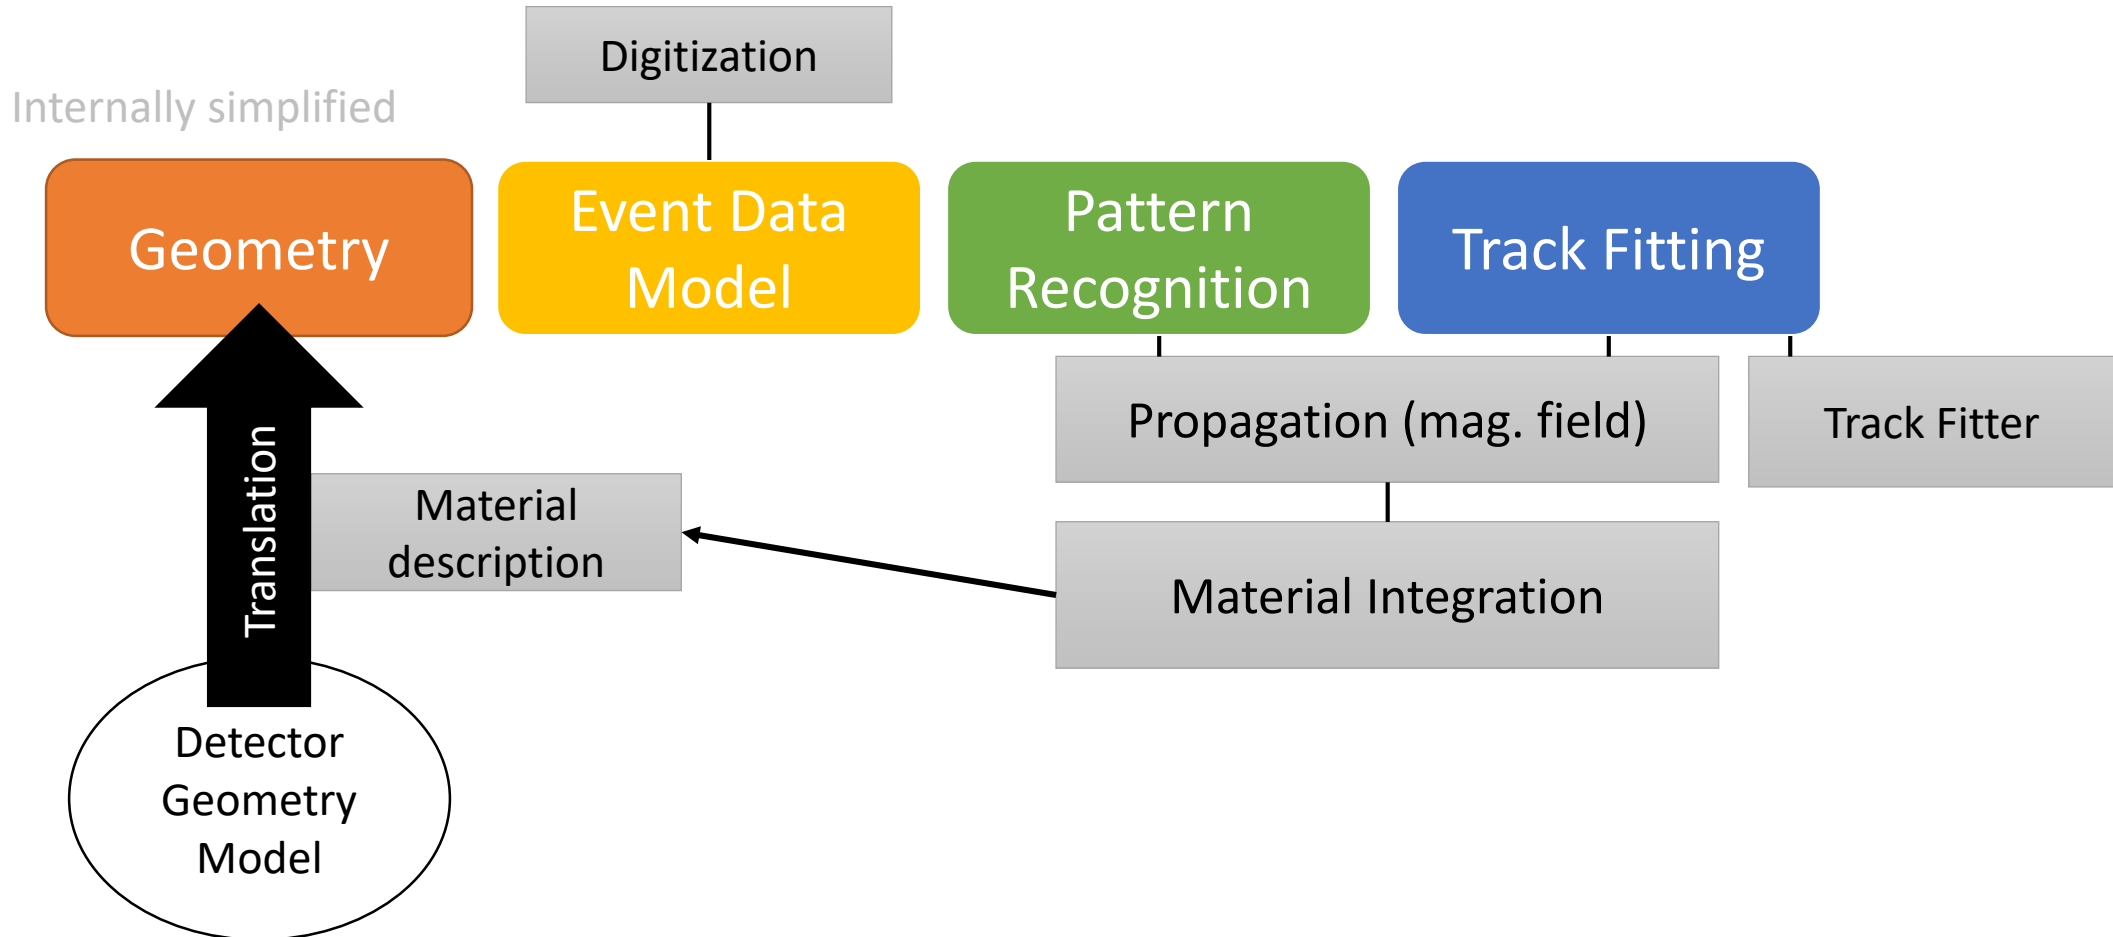 Digitization
Internally simplified
Geometry
Event Data
Model
Pattern
Recognition
Track Fitting
Propagation (mag. field)
Track Fitter
Translation
Material
description
Material Integration
Detector
Geometry
Model